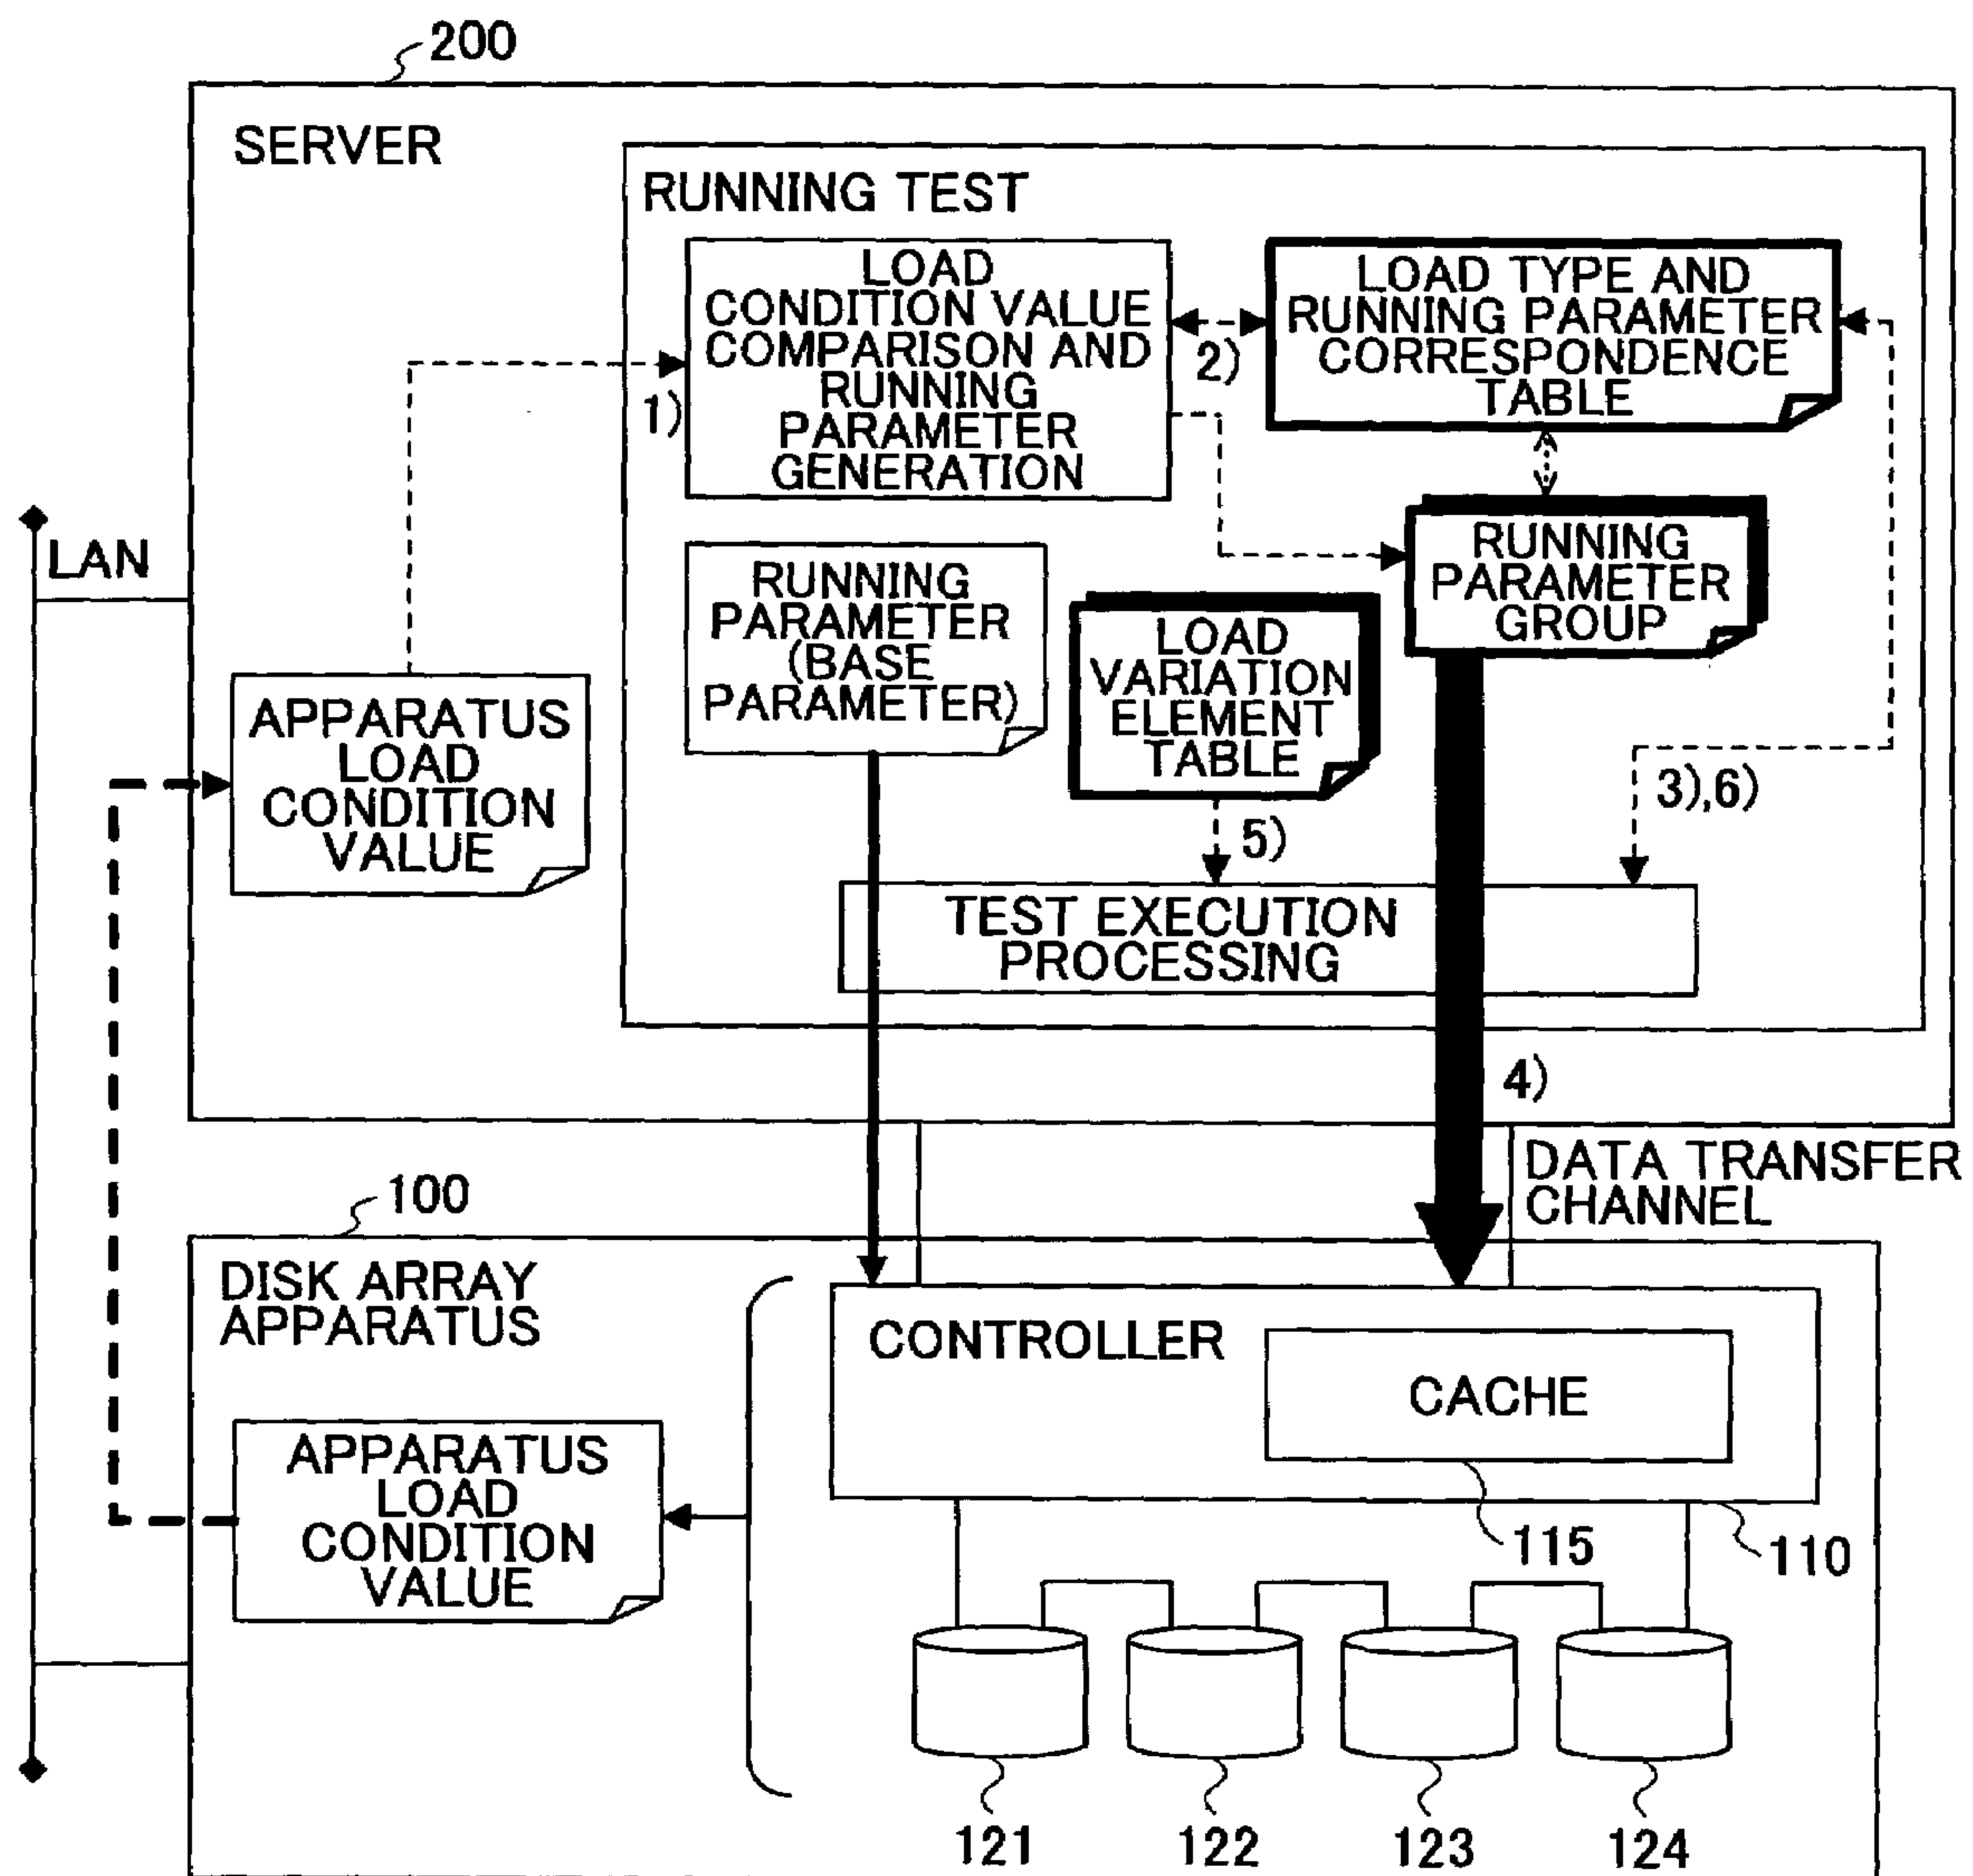 200
SERVER
RUNNING TEST
LOAD
CONDITION VALUE
COMPARISON AND
RUNNING
PARAMETER
GENERATION
LOAD TYPE AND
RUNNING PARAMETER
CORRESPONDENCE
TABLE
1)
2)
LAN
RUNNING
PARAMETER
(BASE
PARAMETER)
LOAD
VARIATION
ELEMENT
TABLE
RUNNING
PARAMETER
GROUP
APPARATUS
LOAD
CONDITION
VALUE
3),6)
5)
TEST EXECUTION
PROCESSING
4)
DATA TRANSFER
CHANNEL
100
DISK ARRAY
APPARATUS
CONTROLLER
CACHE
APPARATUS
LOAD
CONDITION
VALUE
115
110
121
122
123
124